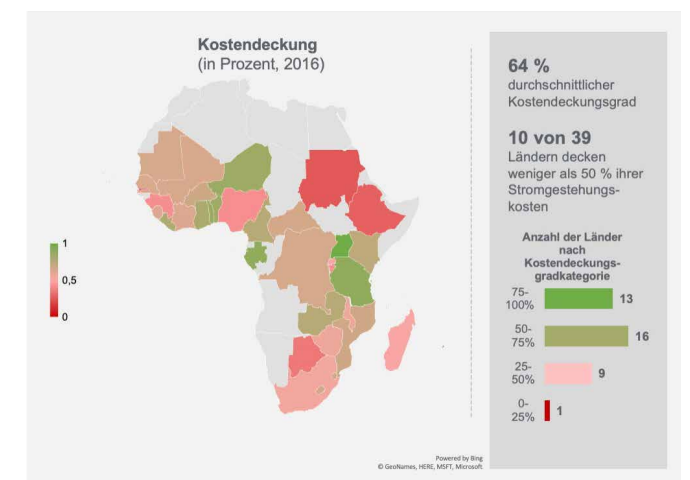 Kostendeckung
(in Prozent, 2016)
1
0,5
0
Powered by Bing
© GeoNames, HERE, MSFT, Microsoft
64 %
durchschnittlicher
Kostendeckungsgrad
10 von 39
Ländern decken
weniger als 50 % ihrer
Stromgestehungs-
kosten
Anzahl der Länder
nach
Kostendeckungs-
gradkategorie
75-
100%
13
50-
75%
16
25-
50%
9
0-
25%
1